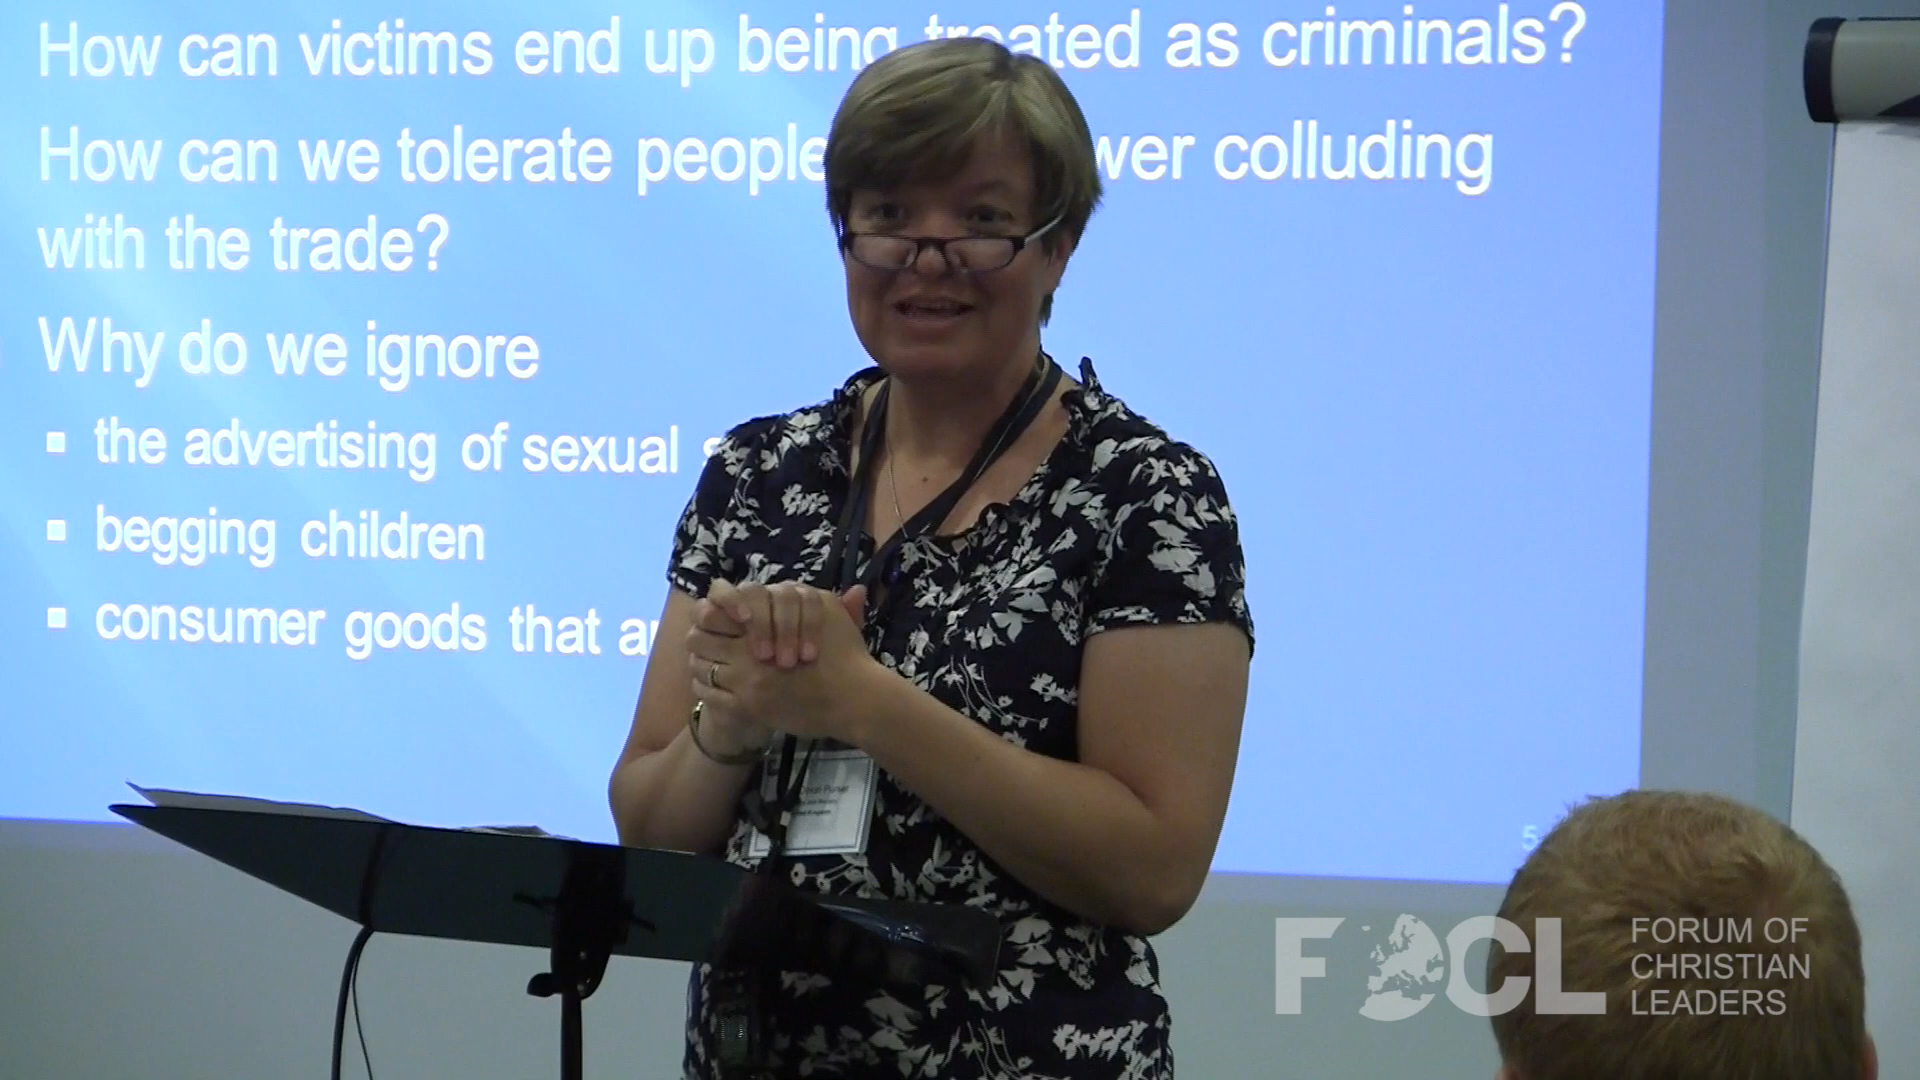 How can victims end up being treated as criminals?
How can we tolerate people wer colluding
with the trade?
Why do we ignore
the advertising of sexual s
begging children
consumer goods that a
5
FOCL
FORUM OF
CHRISTIAN
LEADERS